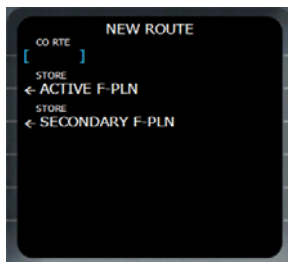 NEW ROUTE
CO RTE
[ ]
STORE
← ACTIVE F-PLN
STORE
← SECONDARY F-PLN